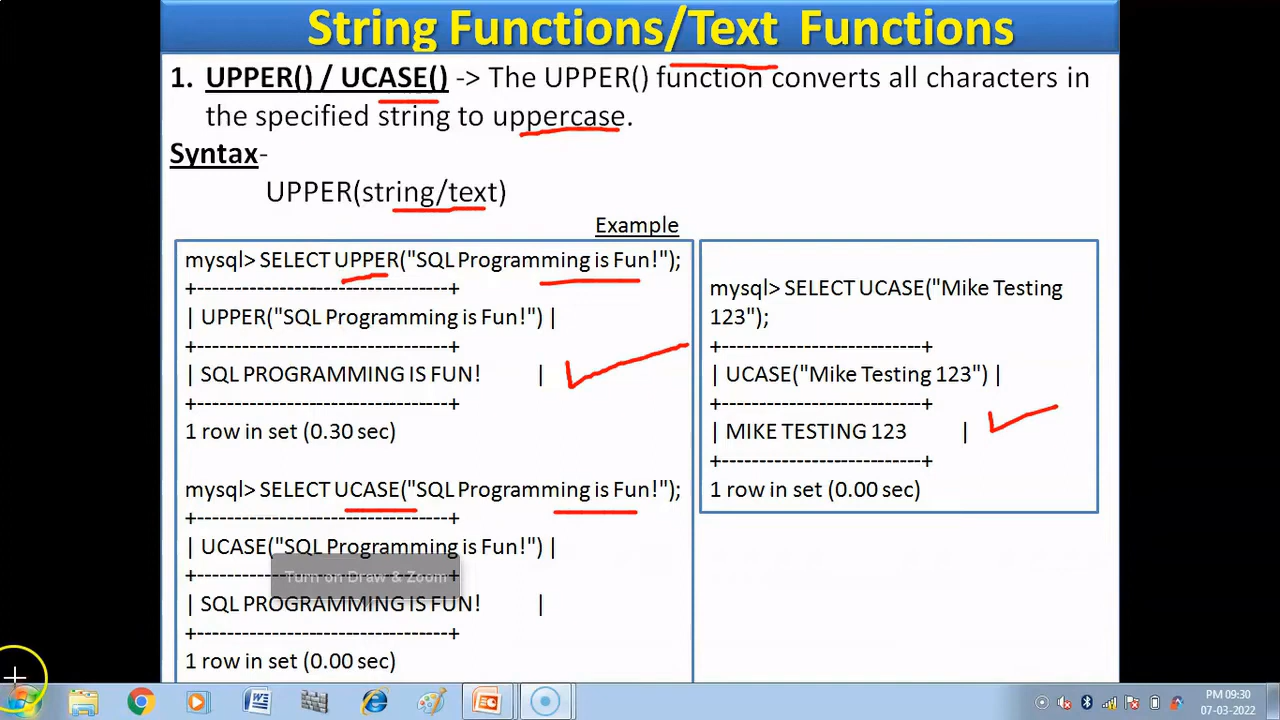 String Functions/Text Functions
1. UPPER() / UCASE() -> The UPPER() function converts all characters in
the specified string to uppercase.
Syntax-
UPPER(string/text)
Example
mysql> SELECT UPPER("SQL Programming is Fun!");
+--------------------------------+
| UPPER("SQL Programming is Fun!") |
+--------------------------------+
| SQL PROGRAMMING IS FUN! |
+--------------------------------+
1 row in set (0.30 sec)
mysql> SELECT UCASE("SQL Programming is Fun!");
+--------------------------------+
| UCASE("SQL Programming is Fun!") |
+--------------------------------+
| SQL PROGRAMMING IS FUN! |
+--------------------------------+
1 row in set (0.00 sec)
mysql> SELECT UCASE("Mike Testing
123");
+-------------------------+
| UCASE("Mike Testing 123") |
+-------------------------+
| MIKE TESTING 123 |
+-------------------------+
1 row in set (0.00 sec)
Turn on Draw & Zoom
PM 09:30
07-03-2022